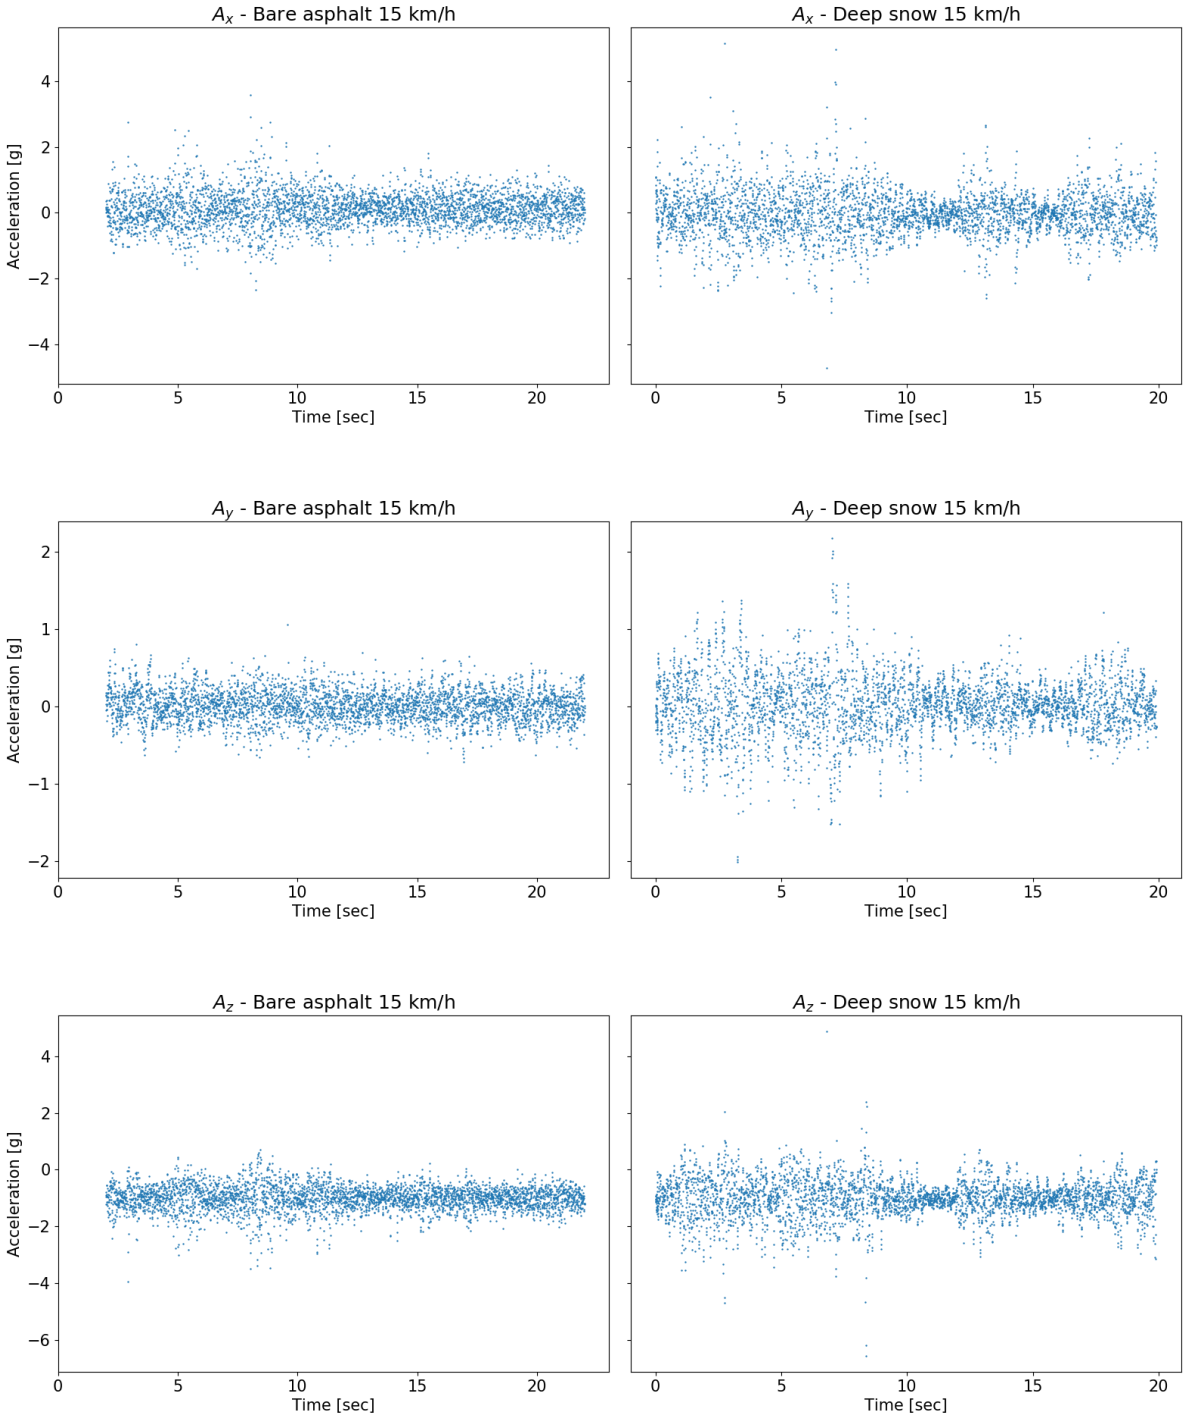 A_x - Bare asphalt 15 km/h
A_x - Deep snow 15 km/h
Acceleration [g]
4
2
0
−2
−4
0 5 10 15 20
0 5 10 15 20
Time [sec]
Time [sec]
A_y - Bare asphalt 15 km/h
A_y - Deep snow 15 km/h
Acceleration [g]
2
1
0
−1
−2
0 5 10 15 20
0 5 10 15 20
Time [sec]
Time [sec]
A_z - Bare asphalt 15 km/h
A_z - Deep snow 15 km/h
Acceleration [g]
4
2
0
−2
−4
−6
0 5 10 15 20
0 5 10 15 20
Time [sec]
Time [sec]